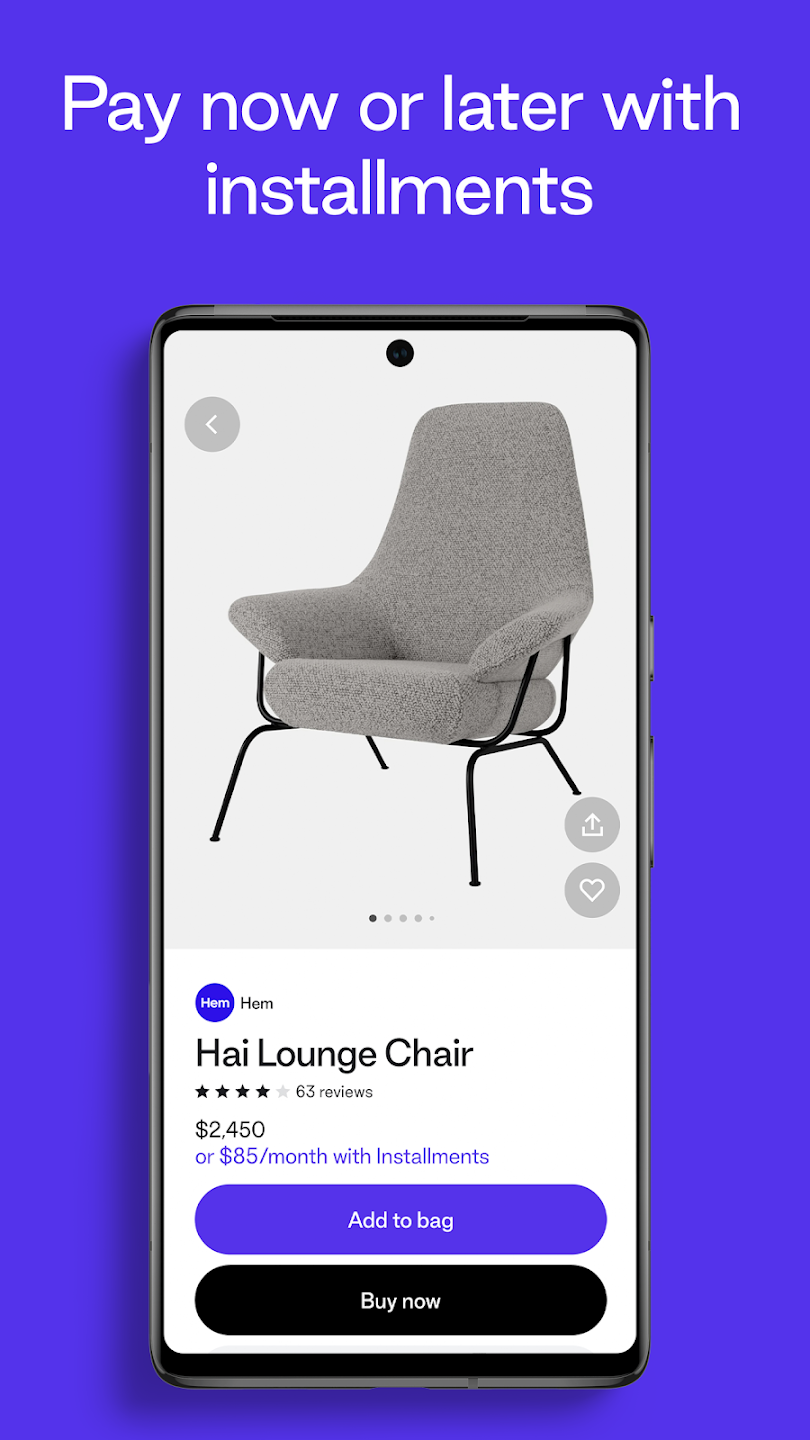 Pay now or later with
installments
Hem Hem
Hai Lounge Chair
63 reviews
$2,450
or $85/month with Installments
Add to bag
Buy now